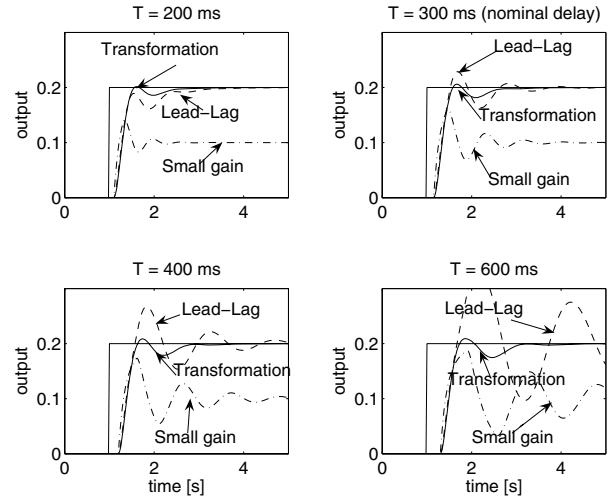 T = 200 ms
Transformation
Lead-Lag
Small gain
output
0.2
0.1
0
0
2
4
T = 300 ms (nominal delay)
Lead-Lag
Transformation
Small gain
output
0.2
0.1
0
0
2
4
T = 400 ms
Lead-Lag
Transformation
Small gain
output
0.2
0.1
0
0
2
4
time [s]
T = 600 ms
Lead-Lag
Transformation
Small gain
output
0.2
0.1
0
0
2
4
time [s]